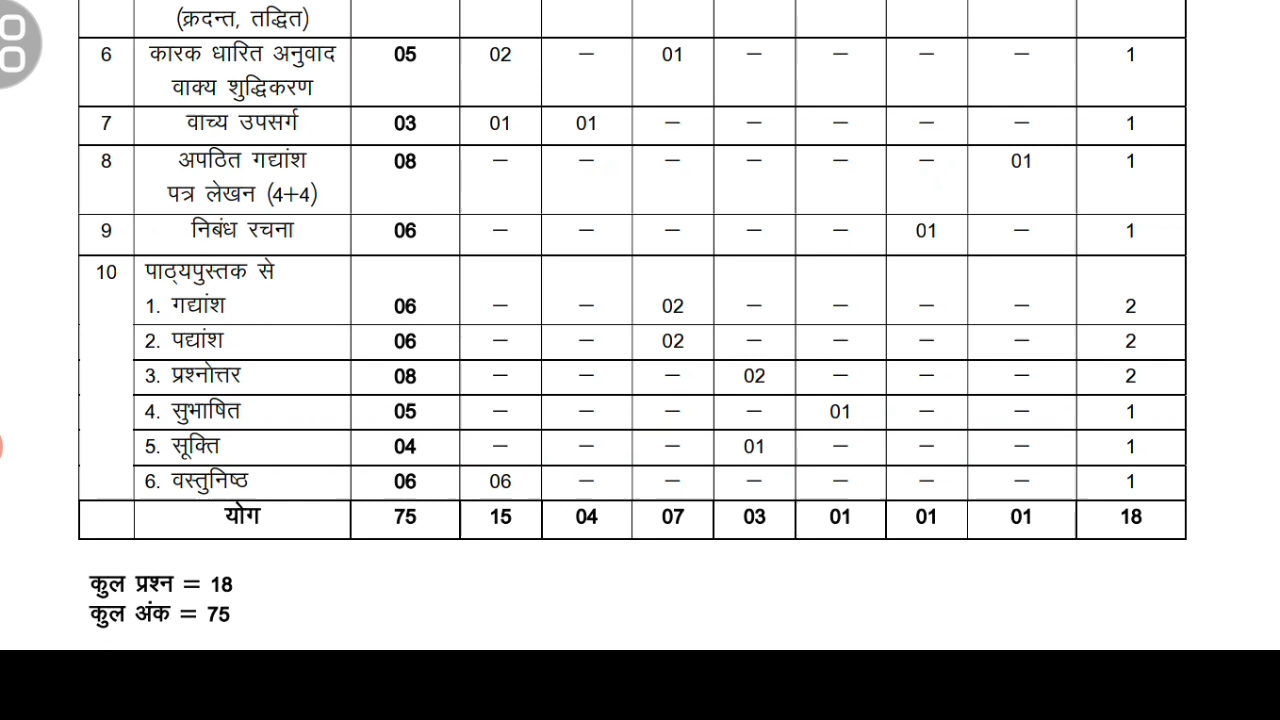 (क्रदन्त, तद्धित)
6 कारक धारित अनुवाद 05 02 – 01 – – – – 1
वाक्य शुद्धिकरण
7 वाच्य उपसर्ग 03 01 01 – – – – – 1
8 अपठित गद्यांश 08 – – – – – – 01 1
पत्र लेखन (4+4)
9 निबंध रचना 06 – – – – – 01 – 1
10 पाठ्यपुस्तक से
1. गद्यांश 06 – – 02 – – – – 2
2. पद्यांश 06 – – 02 – – – – 2
3. प्रश्नोत्तर 08 – – – 02 – – – 2
4. सुभाषित 05 – – – – 01 – – 1
5. सूक्ति 04 – – – 01 – – – 1
6. वस्तुनिष्ठ 06 06 – – – – – – 1
योग 75 15 04 07 03 01 01 01 18
कुल प्रश्न = 18
कुल अंक = 75